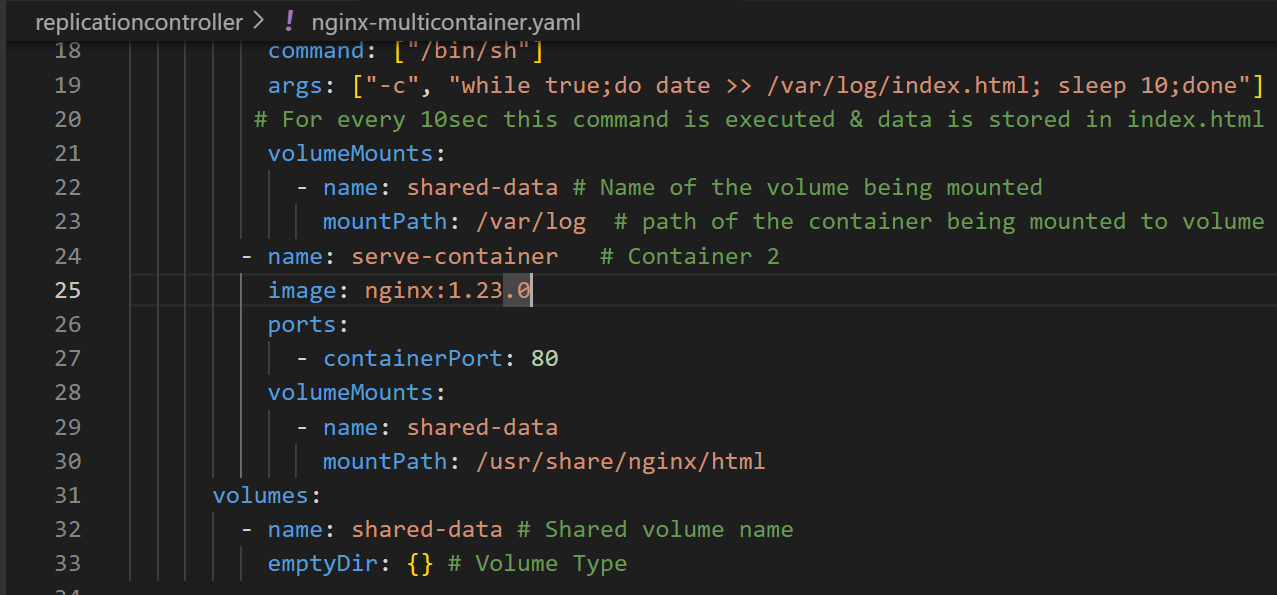 replicationcontroller > ! nginx-multicontainer.yaml
18 command: ["/bin/sh"]
19 args: ["-c", "while true;do date >> /var/log/index.html; sleep 10;done"]
20 # For every 10sec this command is executed & data is stored in index.html
21 volumeMounts:
22 - name: shared-data # Name of the volume being mounted
23 mountPath: /var/log # path of the container being mounted to volume
24 - name: serve-container # Container 2
25 image: nginx:1.23.0
26 ports:
27 - containerPort: 80
28 volumeMounts:
29 - name: shared-data
30 mountPath: /usr/share/nginx/html
31 volumes:
32 - name: shared-data # Shared volume name
33 emptyDir: {} # Volume Type
34